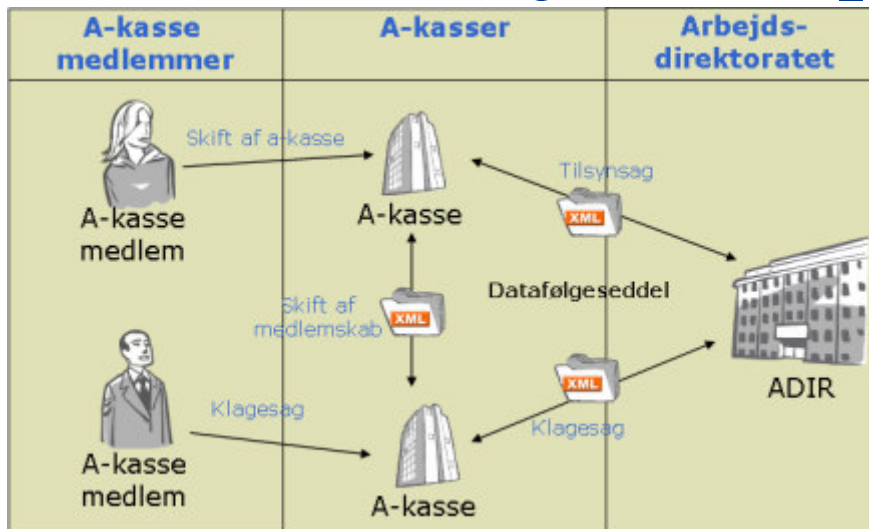 A-kasse
medlemmer
A-kasser
Arbejds-
direktoratet
Skift af a-kasse
A-kasse
medlem
A-kasse
Tilsynsag
XML
Datafølgeseddel
Skift af
medlemskab
XML
ADIR
XML
Klagesag
Klagesag
A-kasse
medlem
A-kasse